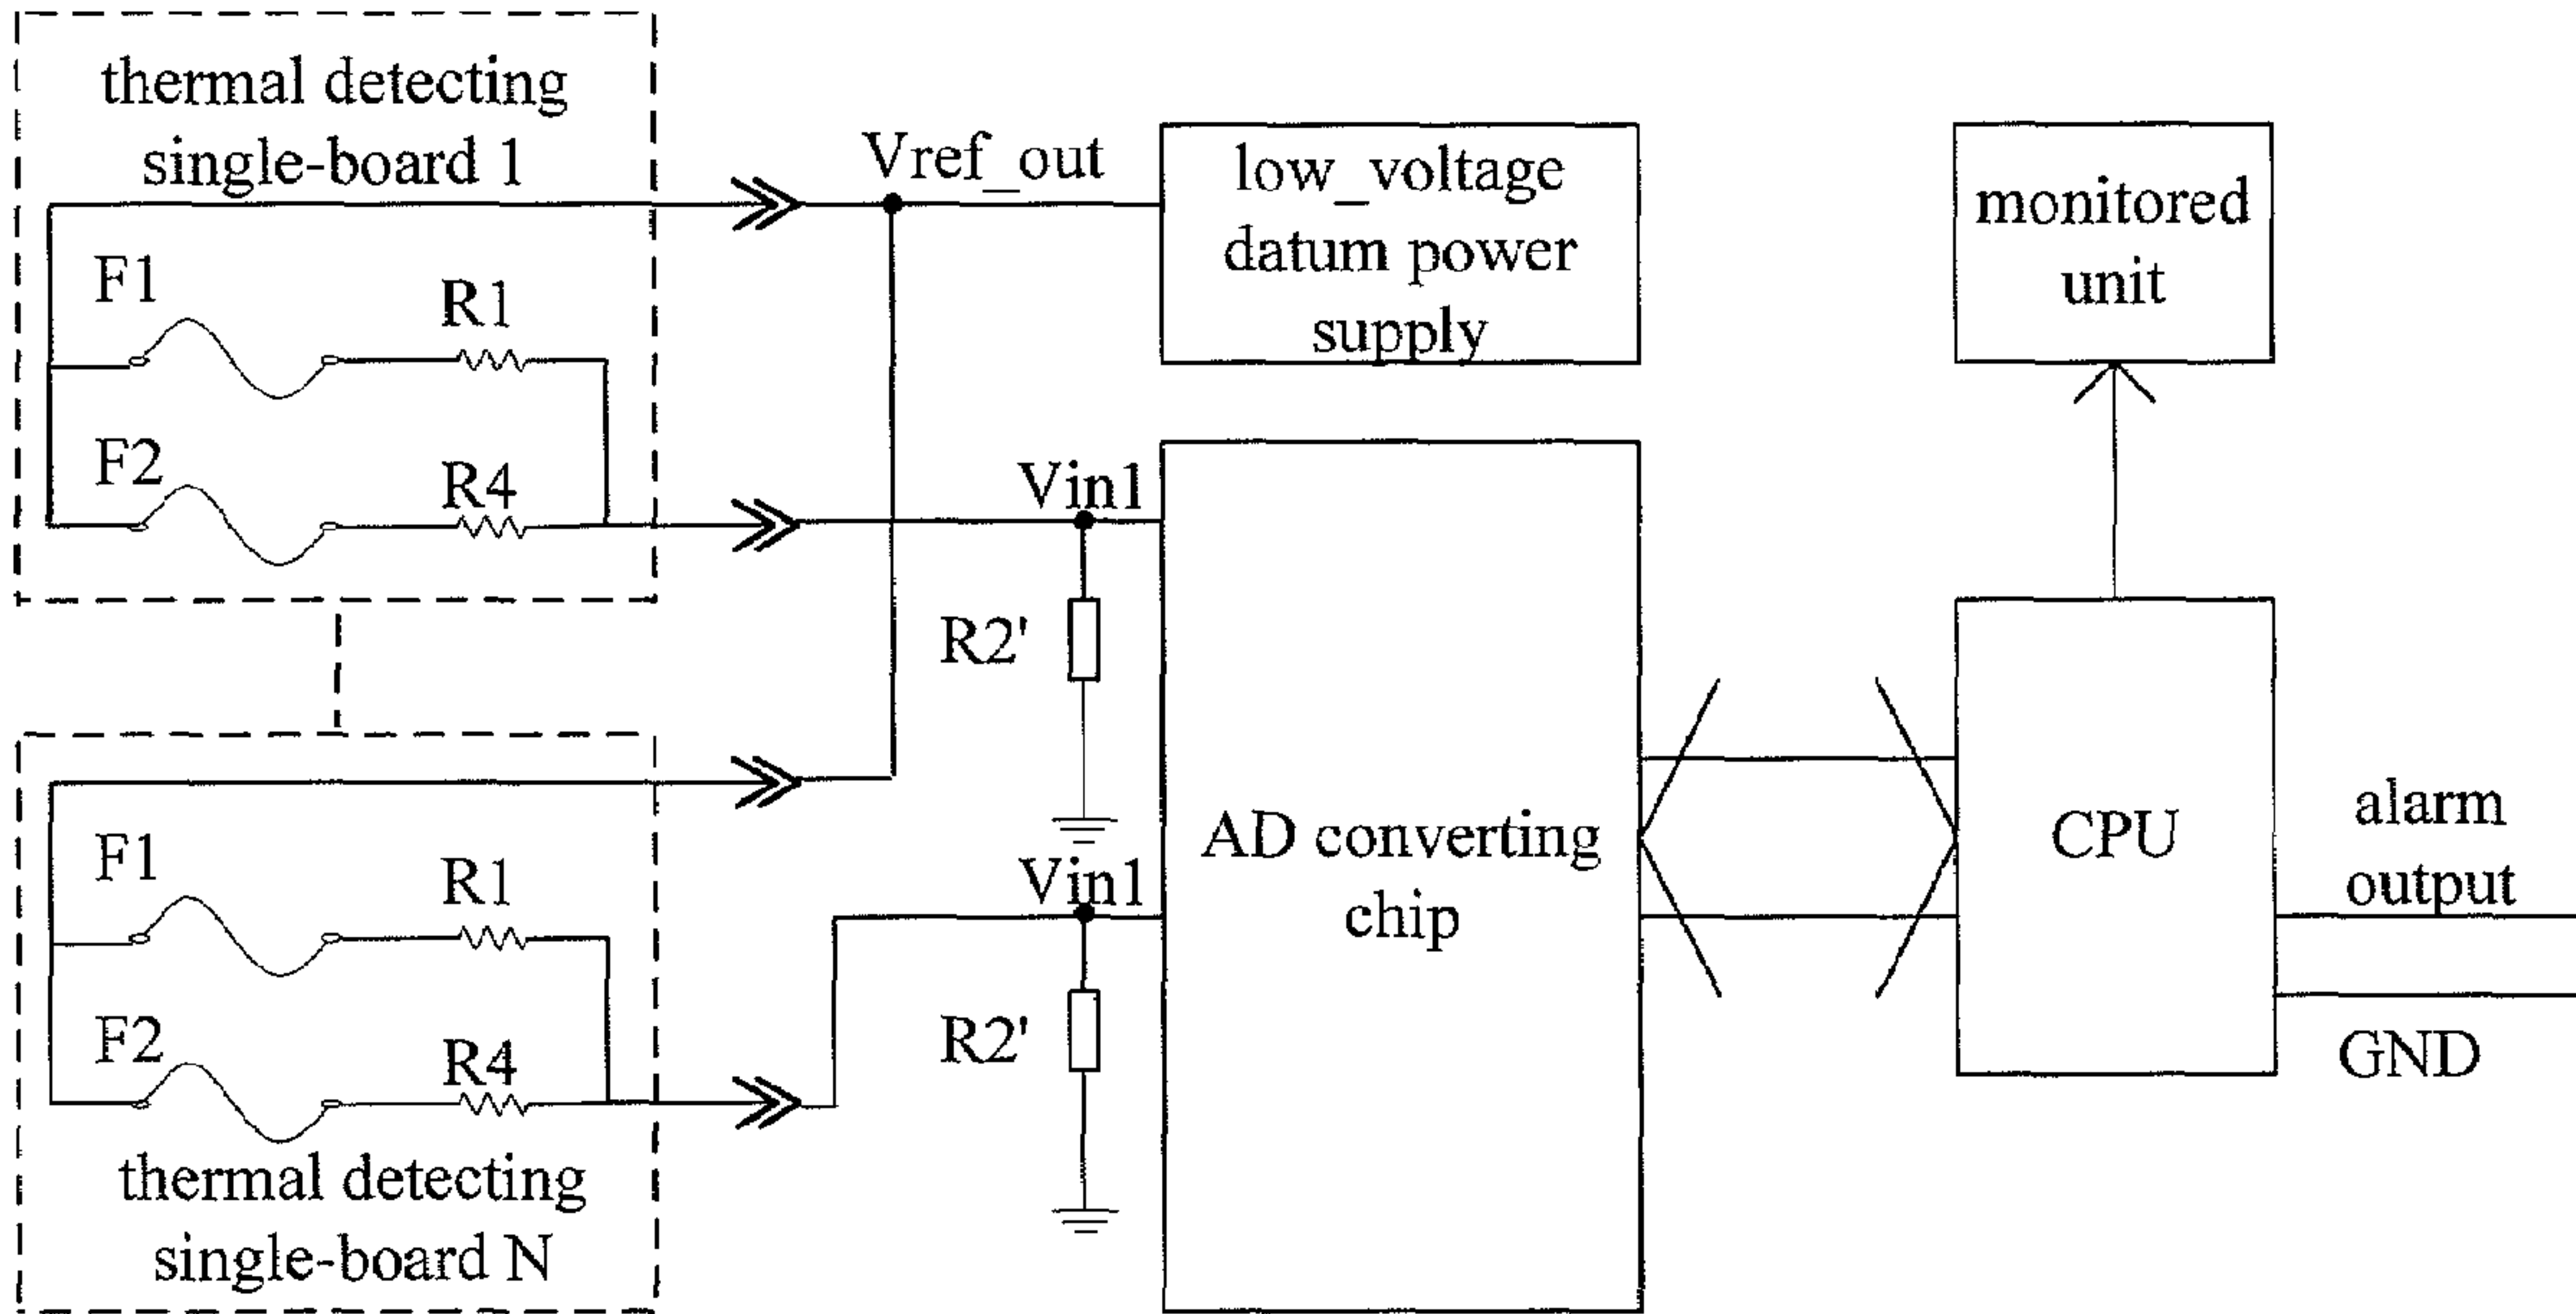 thermal detecting
single-board 1
F1
R1
F2
R4
Vref_out
low_voltage
datum power
supply
monitored
unit
Vin1
R2'
AD converting
chip
CPU
alarm
output
GND
F1
R1
F2
R4
thermal detecting
single-board N
Vin1
R2'